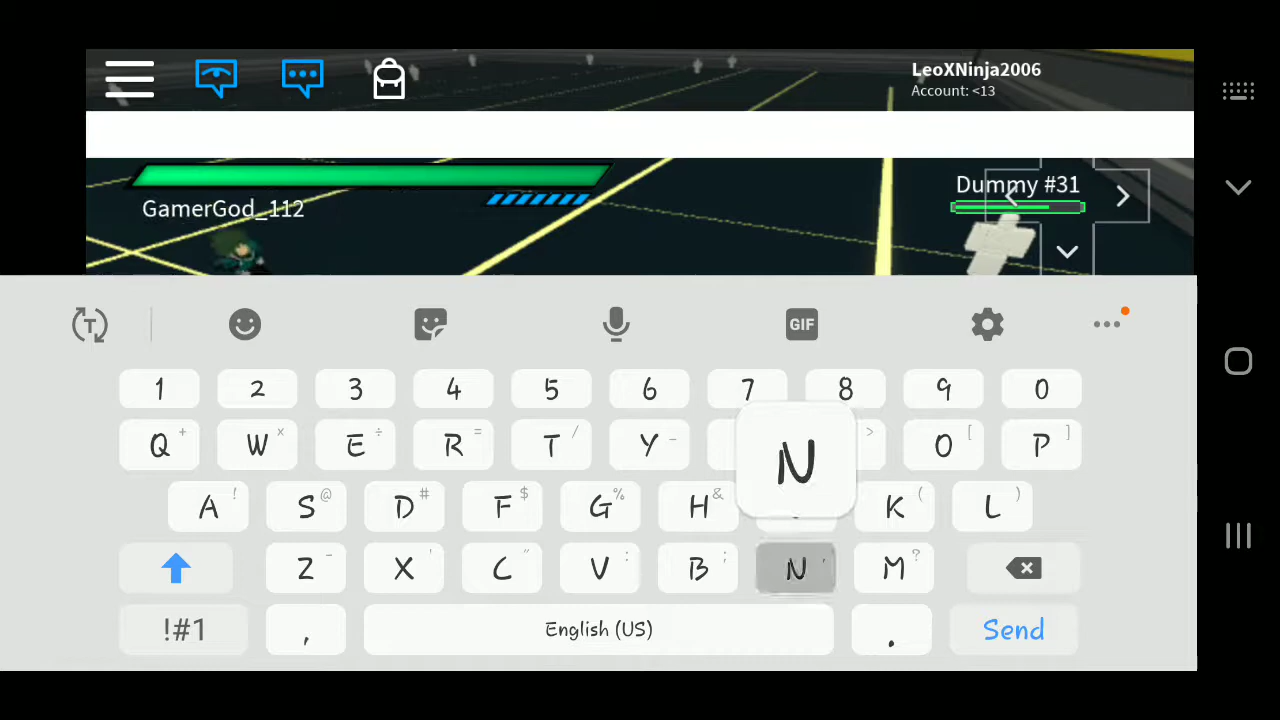 LeoXNinja2006
Account: <13
GamerGod_112
Dummy #31
T
GIF
1 2 3 4 5 6 7 8 9 0
Q + W × E ÷ R = T / Y - > O [ P ]
N
A ! S @ D # F $ G % H & K ( L )
Z - X ' C " V : B ; N ' M ?
!#1 , English (US) . Send